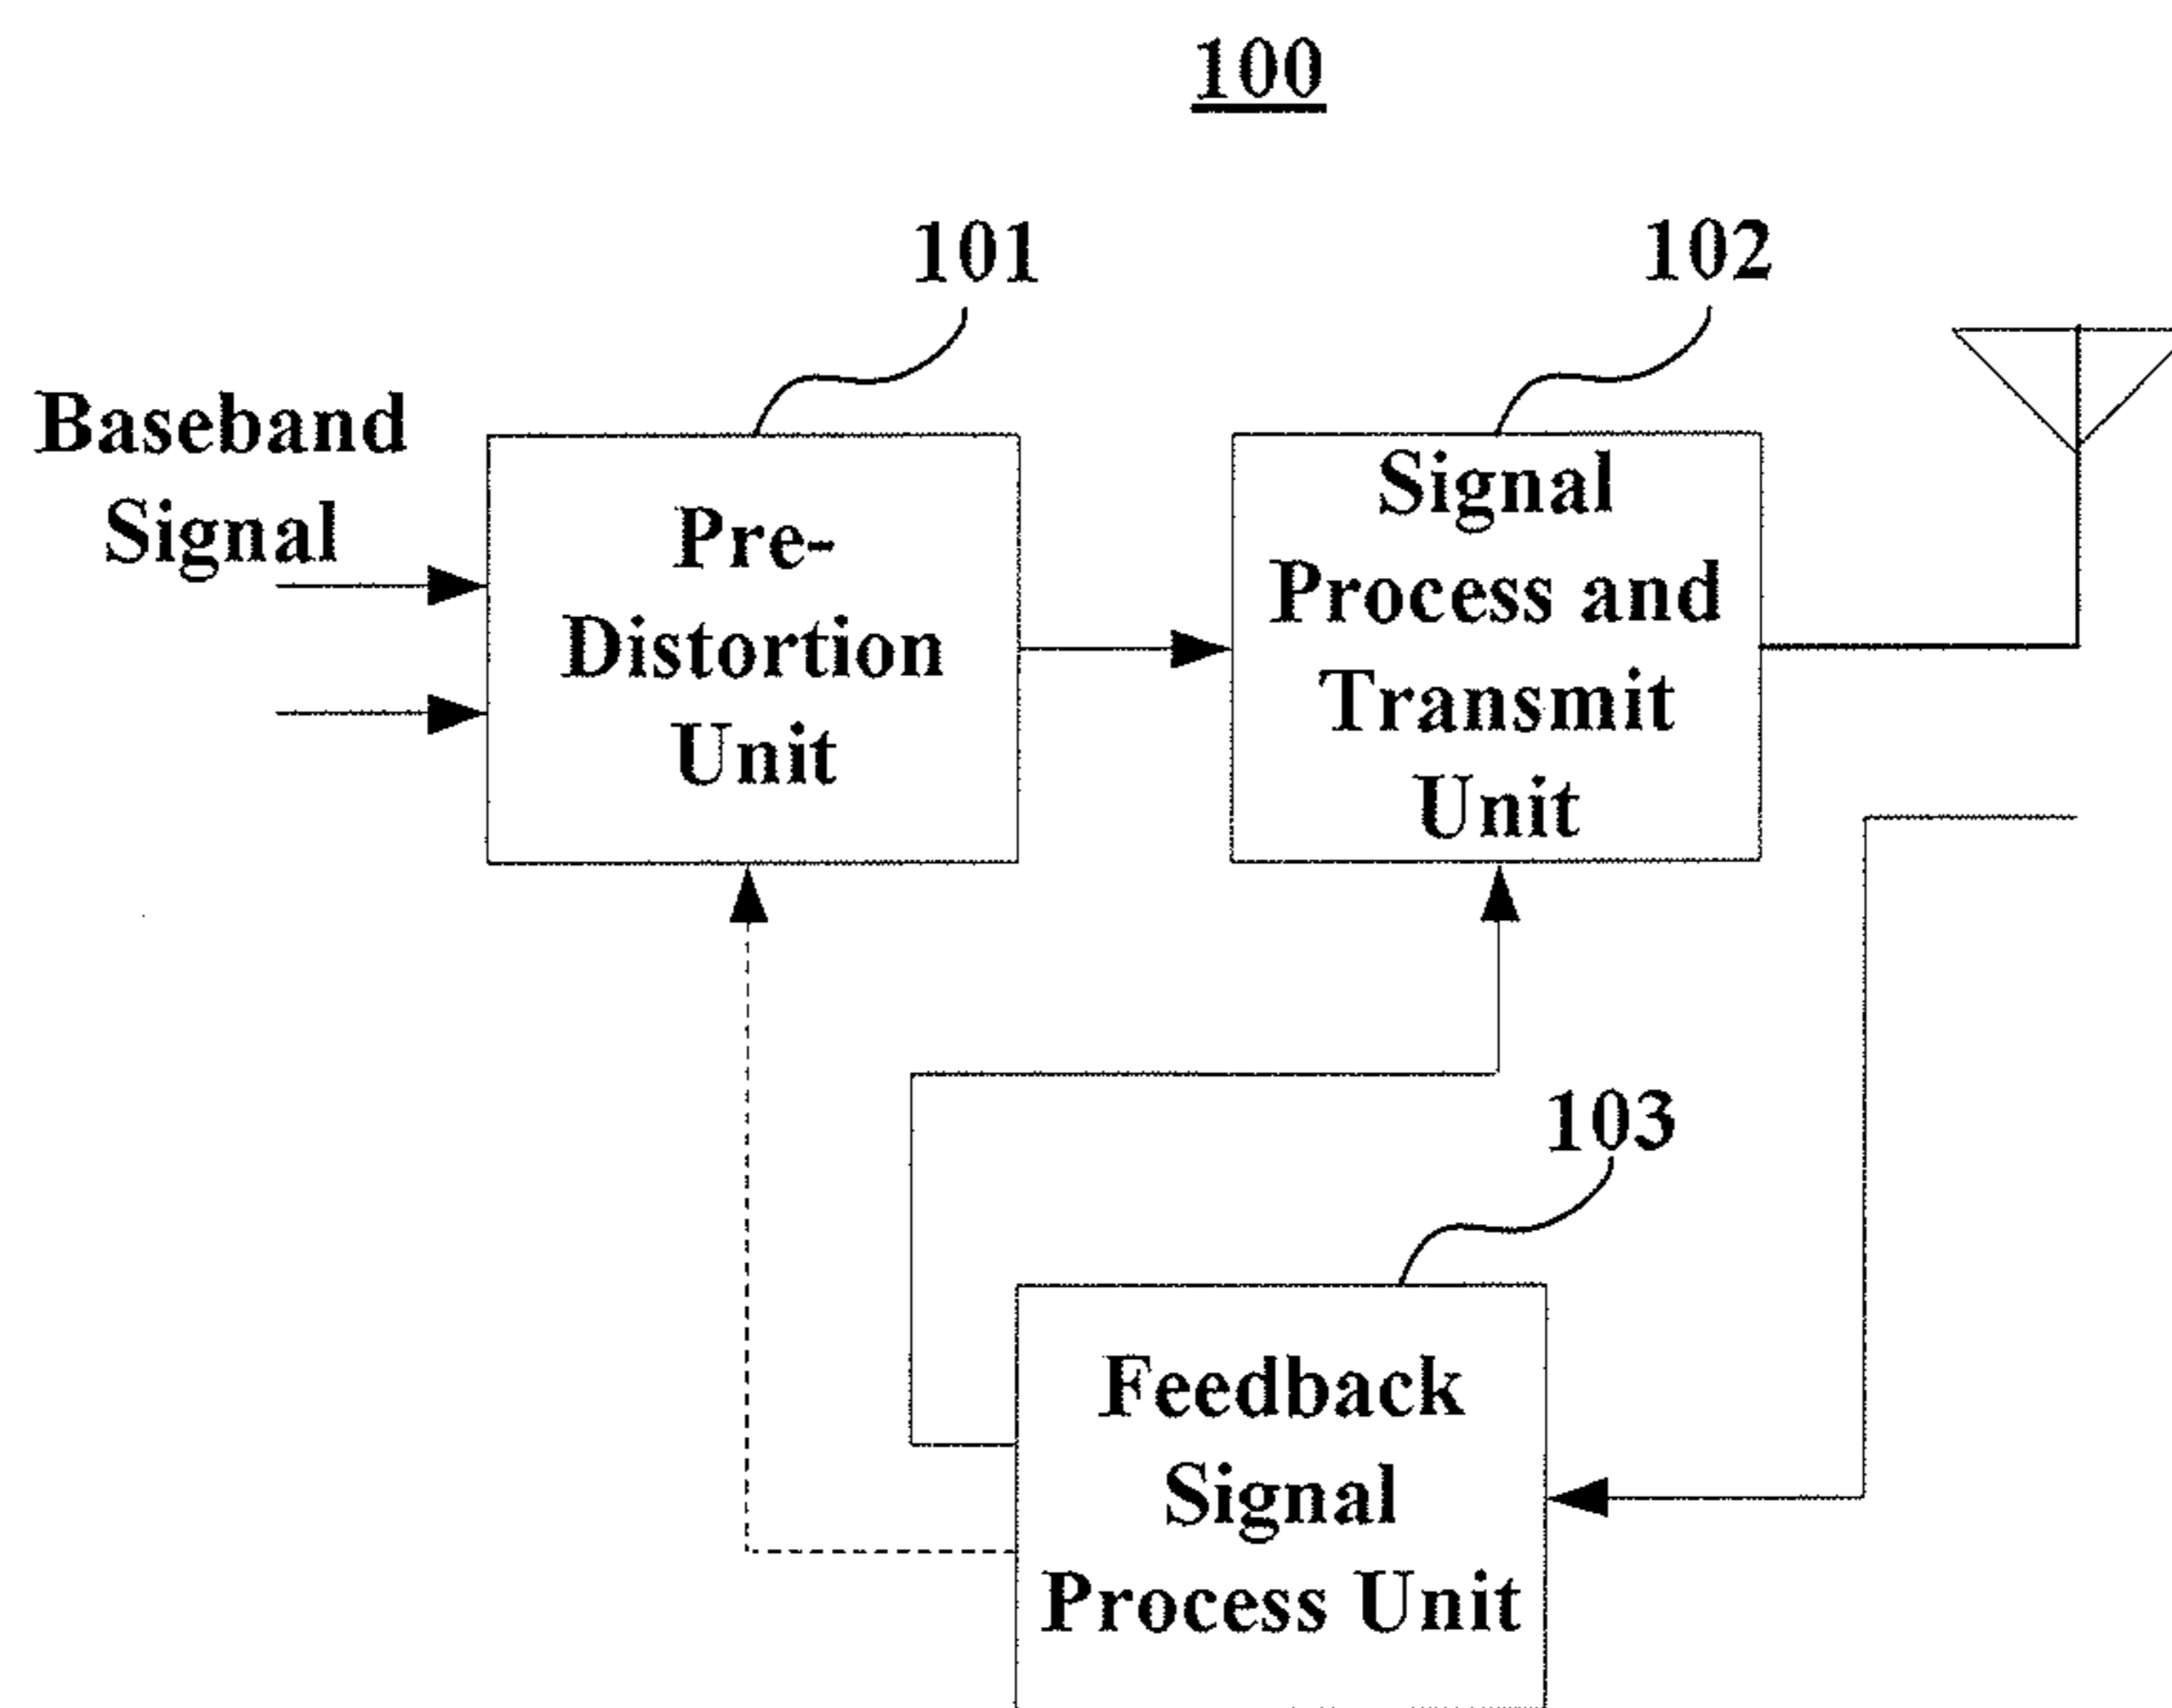 100
101
102
Baseband
Signal
Pre-
Distortion
Unit
Signal
Process and
Transmit
Unit
103
Feedback
Signal
Process Unit